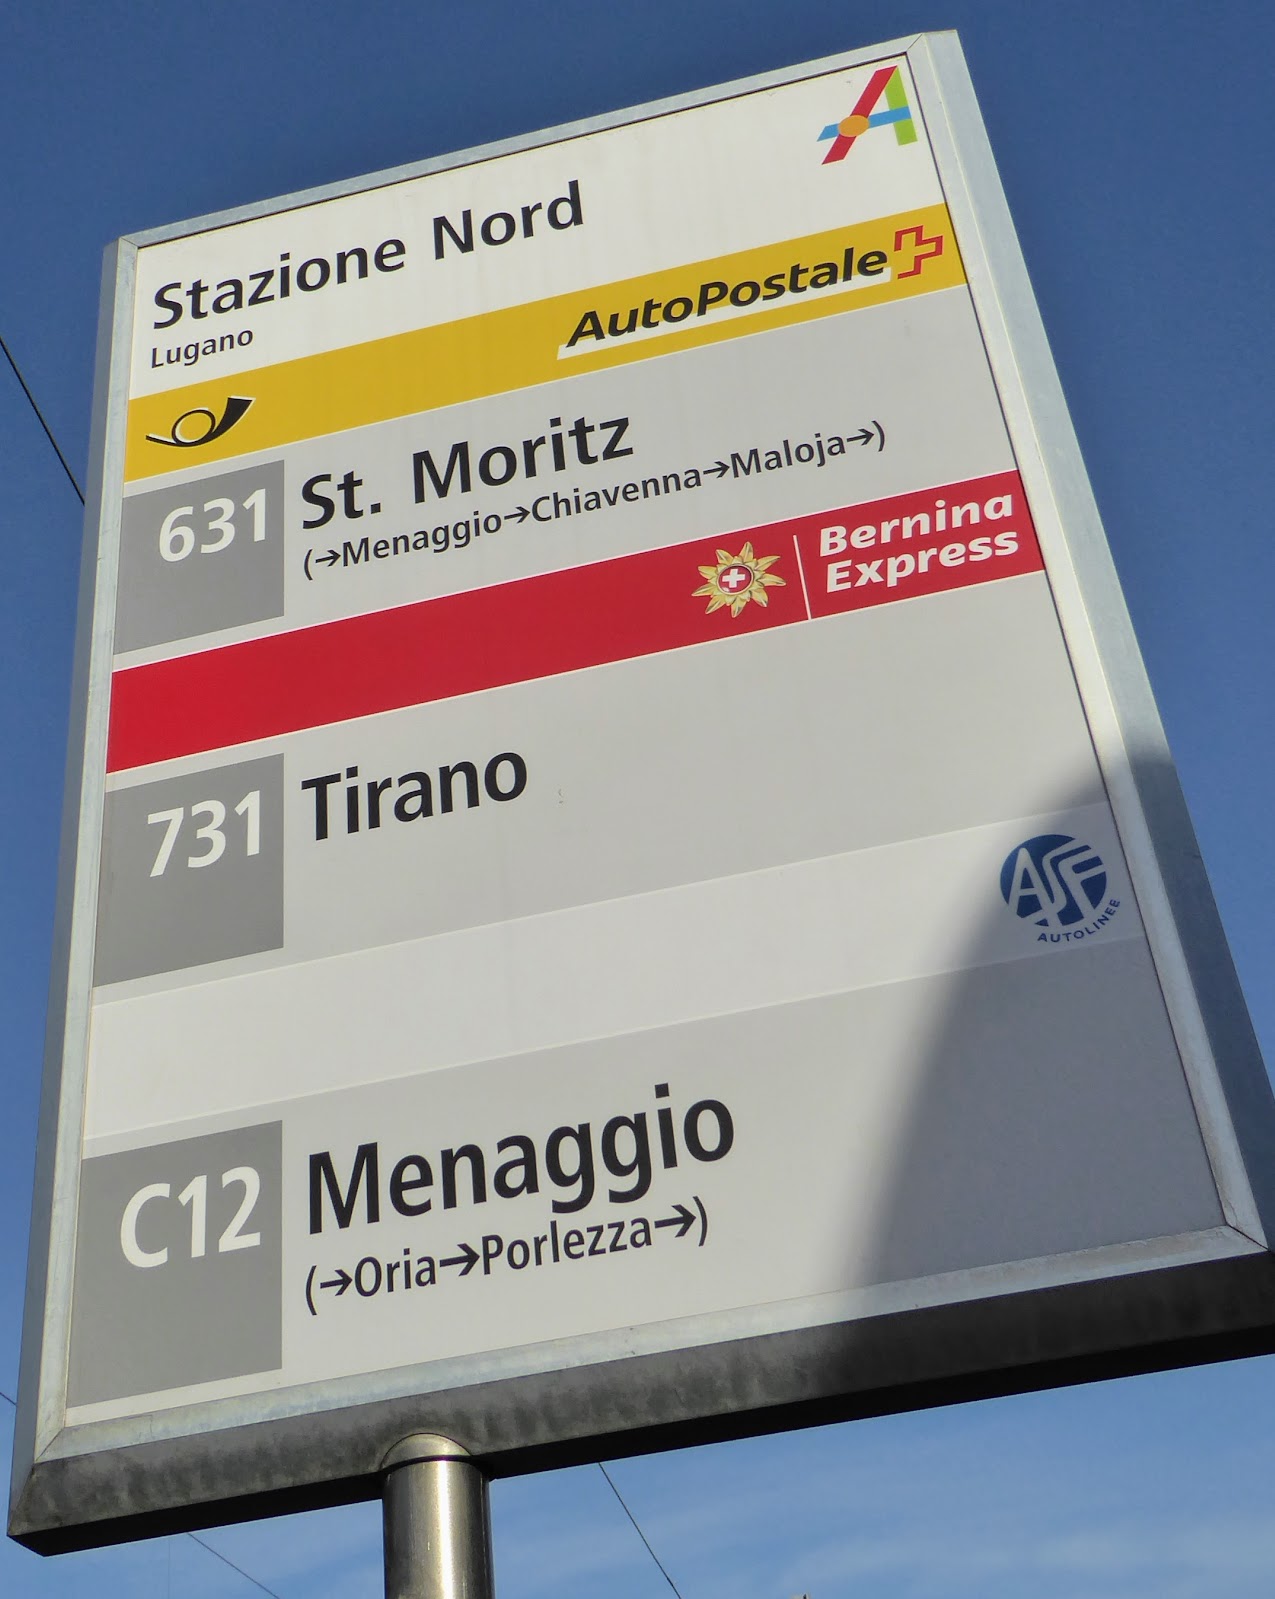 Stazione Nord
Lugano
AutoPostale
631 St. Moritz
(→Menaggio→Chiavenna→Maloja→)
Bernina
Express
731 Tirano
ASF
AUTOLINEE
C12 Menaggio
(→Oria→Porlezza→)